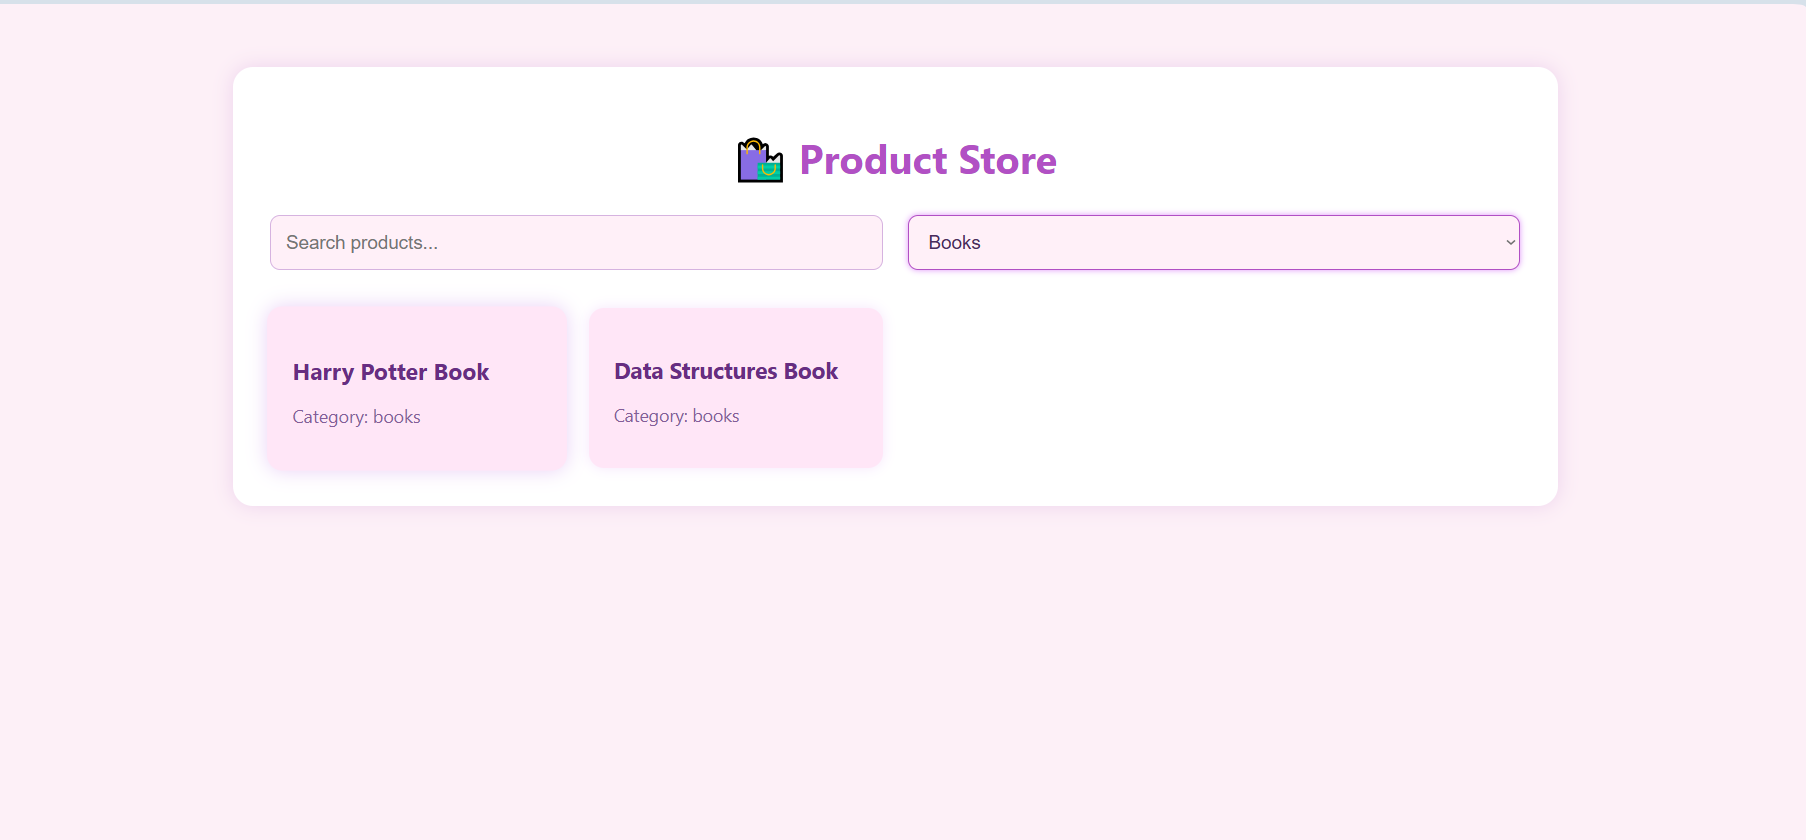 Product Store
Search products...
Books
Harry Potter Book
Category: books
Data Structures Book
Category: books